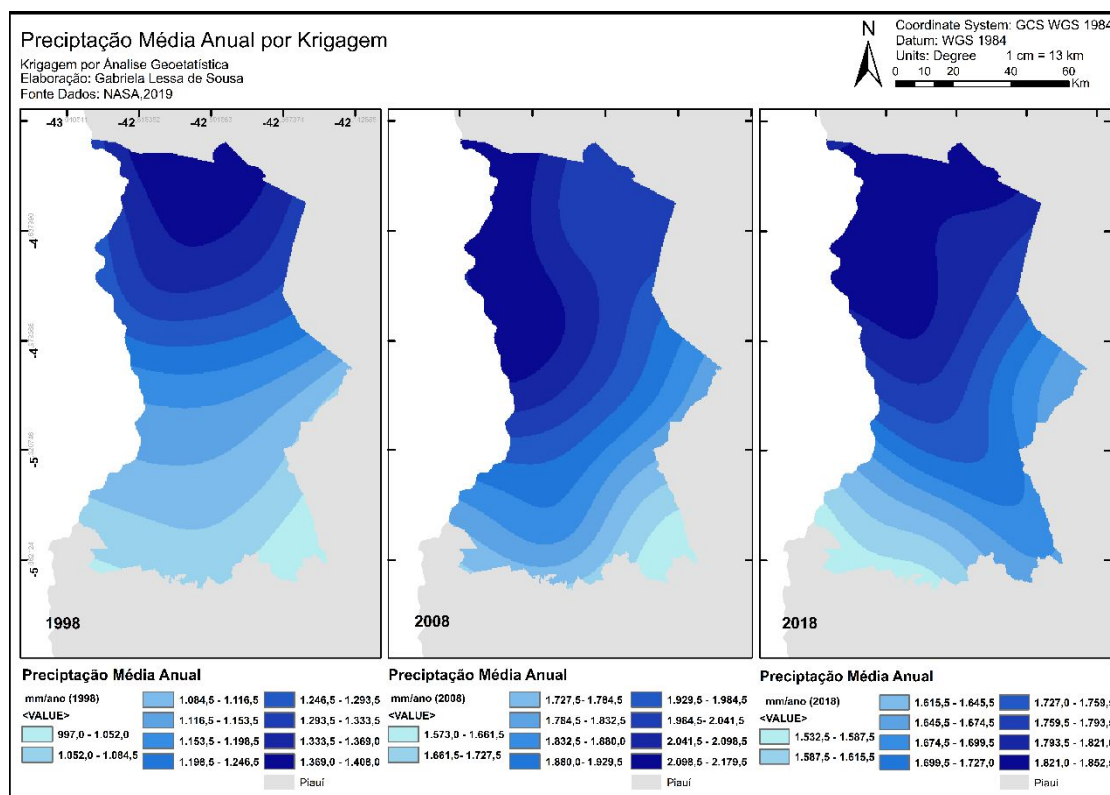 Preciptação Média Anual por Krigagem
Krigagem por Ánalise Geoetatística
Elaboração: Gabriela Lessa de Sousa
Fonte Dados: NASA,2019
N
Coordinate System: GCS WGS 1984
Datum: WGS 1984
Units: Degree 1 cm = 13 km
0 10 20 40 60
Km
-43 -42 -42 -42 -42
-4
-4
-5
-5
1998
2008
2018
Preciptação Média Anual
mm/ano (1998)
<VALUE>
997,0 - 1.052,0
1.052,0 - 1.084,5
1.084,5 - 1.116,5
1.116,5 - 1.153,5
1.153,5 - 1.198,5
1.198,5 - 1.246,5
1.246,5 - 1.293,5
1.293,5 - 1.333,5
1.333,5 - 1.369,0
1.369,0 - 1.408,0
Piauí
Preciptação Média Anual
mm/ano (2008)
<VALUE>
1.573,0 - 1.661,5
1.661,5 - 1.727,5
1.727,5 - 1.784,5
1.784,5 - 1.832,5
1.832,5 - 1.880,0
1.880,0 - 1.929,5
1.929,5 - 1.984,5
1.984,5 - 2.041,5
2.041,5 - 2.098,5
2.098,5 - 2.179,5
Piauí
Preciptação Média Anual
mm/ano (2018)
<VALUE>
1.532,5 - 1.587,5
1.587,5 - 1.615,5
1.615,5 - 1.645,5
1.645,5 - 1.674,5
1.674,5 - 1.699,5
1.699,5 - 1.727,0
1.727,0 - 1.759,5
1.759,5 - 1.793,
1.793,5 - 1.821,
1.821,0 - 1.852,
Piauí